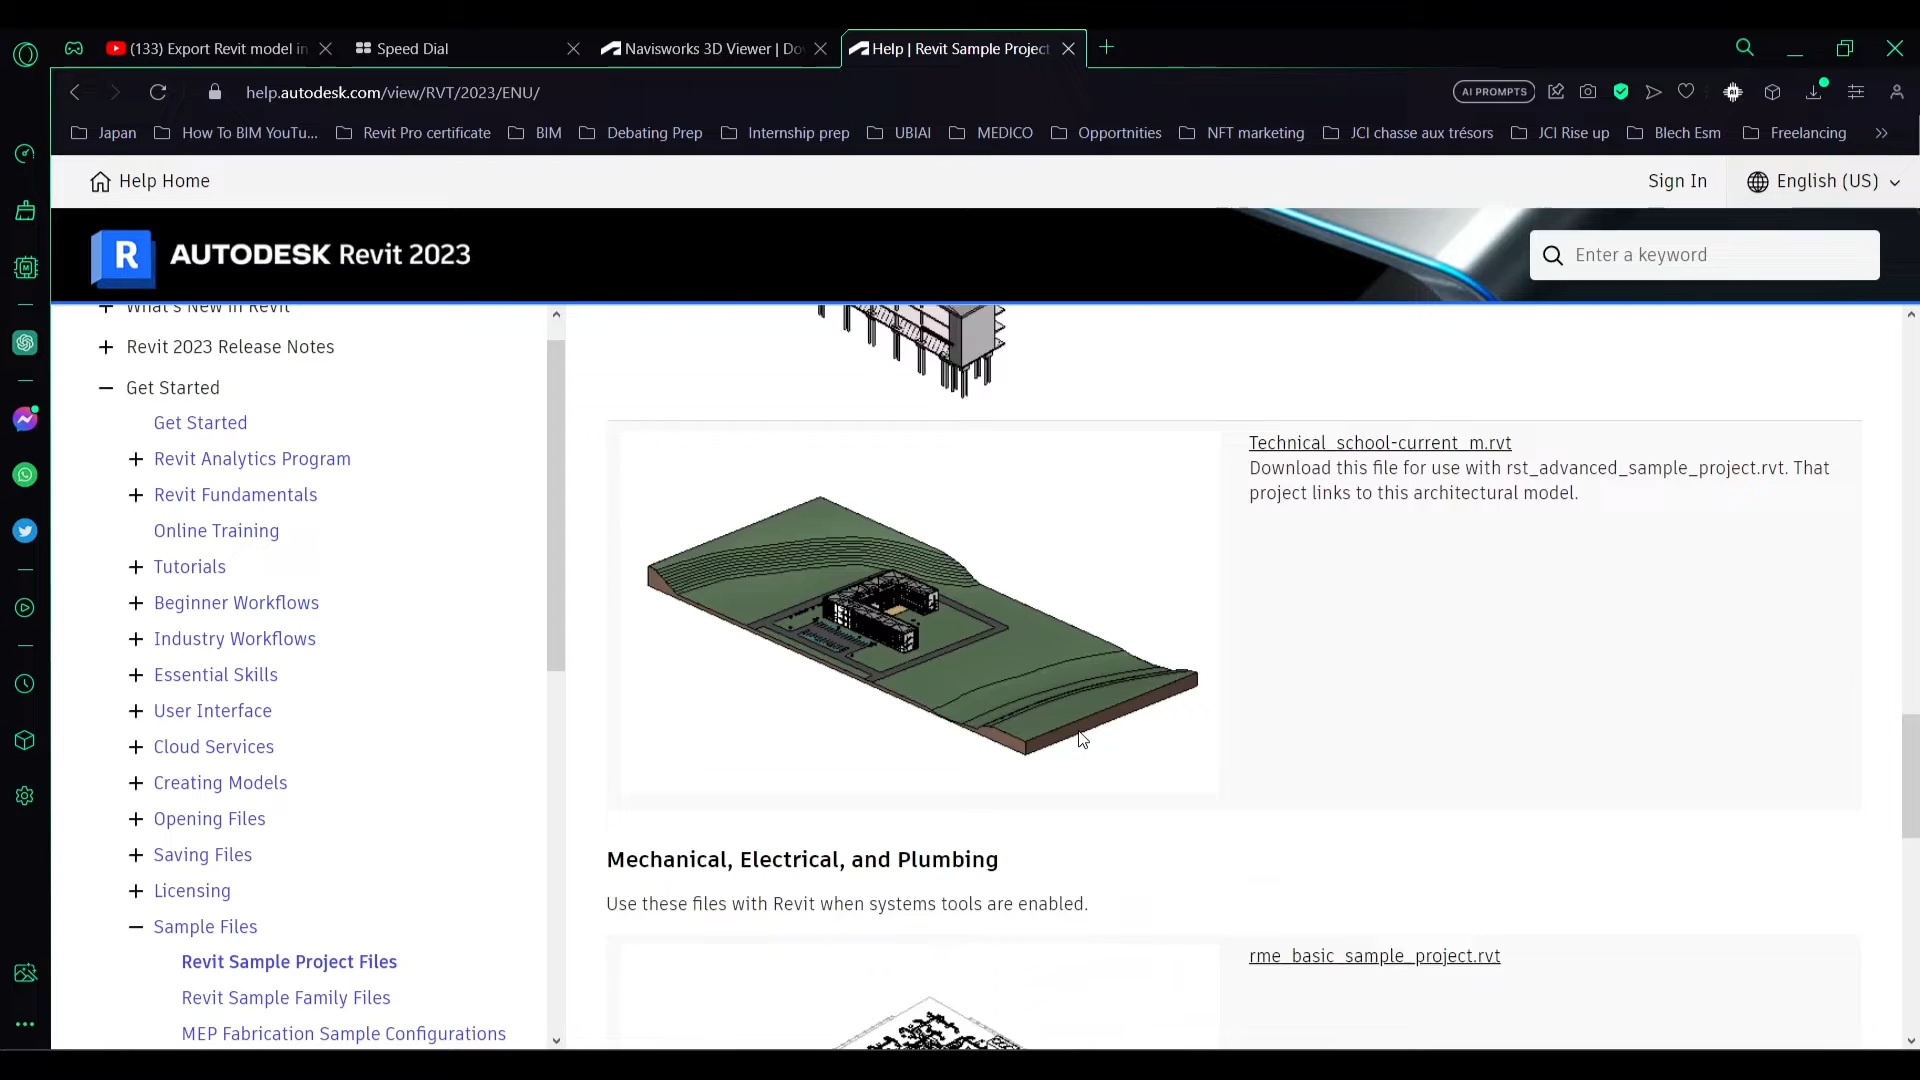 (133) Export Revit model in
Speed Dial
Navisworks 3D Viewer | Do
Help | Revit Sample Project
help.autodesk.com/view/RVT/2023/ENU/
AI PROMPTS
Japan
How To BIM YouTu...
Revit Pro certificate
BIM
Debating Prep
Internship prep
UBIAI
MEDICO
Opportnities
NFT marketing
JCI chasse aux trésors
JCI Rise up
Blech Esm
Freelancing
Help Home
Sign In
English (US)
R
AUTODESK Revit 2023
Enter a keyword
What's New in Revit
Revit 2023 Release Notes
Get Started
Get Started
Revit Analytics Program
Revit Fundamentals
Online Training
Tutorials
Beginner Workflows
Industry Workflows
Essential Skills
User Interface
Cloud Services
Creating Models
Opening Files
Saving Files
Licensing
Sample Files
Revit Sample Project Files
Revit Sample Family Files
MEP Fabrication Sample Configurations
Technical_school-current_m.rvt
Download this file for use with rst_advanced_sample_project.rvt. That
project links to this architectural model.
Mechanical, Electrical, and Plumbing
Use these files with Revit when systems tools are enabled.
rme_basic_sample_project.rvt